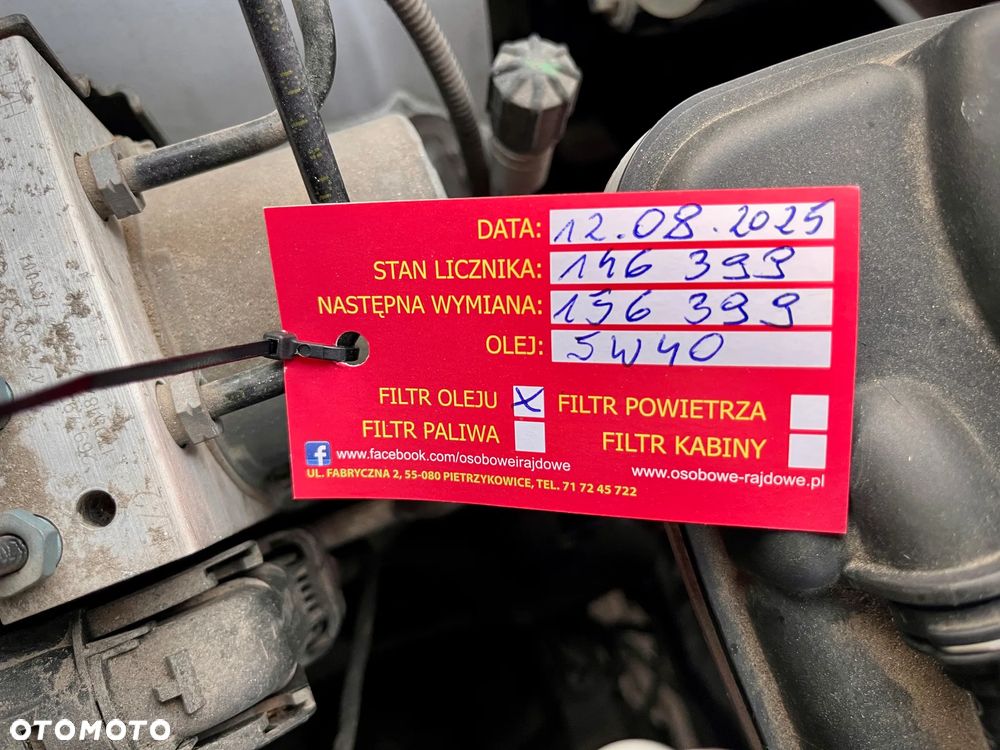 DATA: 12.08.2025
STAN LICZNIKA: 146 399
NASTĘPNA WYMIANA: 156 399
OLEJ: 5W40
FILTR OLEJU X FILTR POWIETRZA
FILTR PALIWA FILTR KABINY
www.facebook.com/osoboweirajdowe
www.osobowe-rajdowe.pl
UL. FABRYCZNA 2, 55-080 PIETRZYKOWICE, TEL. 71 72 45 722
OTOMOTO